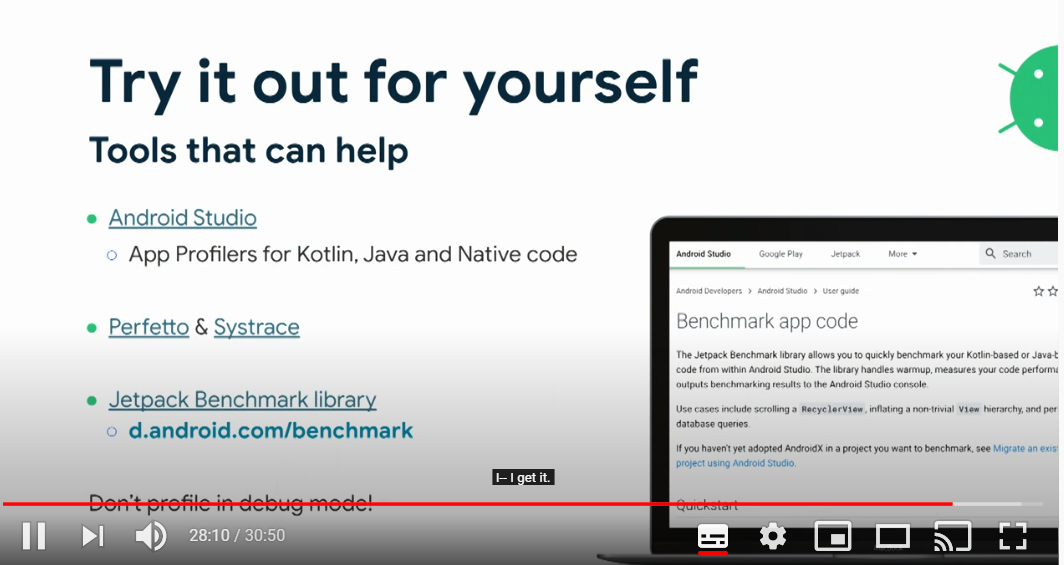 Try it out for yourself
Tools that can help
Android Studio
App Profilers for Kotlin, Java and Native code
Perfetto & Systrace
Jetpack Benchmark library
d.android.com/benchmark
Don't profile in debug mode!
Android Studio Google Play Jetpack More Search
Android Developers > Android Studio > User guide
Benchmark app code
The Jetpack Benchmark library allows you to quickly benchmark your Kotlin-based or Java-b
code from within Android Studio. The library handles warmup, measures your code performa
outputs benchmarking results to the Android Studio console.
Use cases include scrolling a RecyclerView, inflating a non-trivial View hierarchy, and per
database queries.
If you haven't yet adopted AndroidX in a project you want to benchmark, see Migrate an exis
project using Android Studio.
Quickstart
I– I get it.
28:10 / 30:50